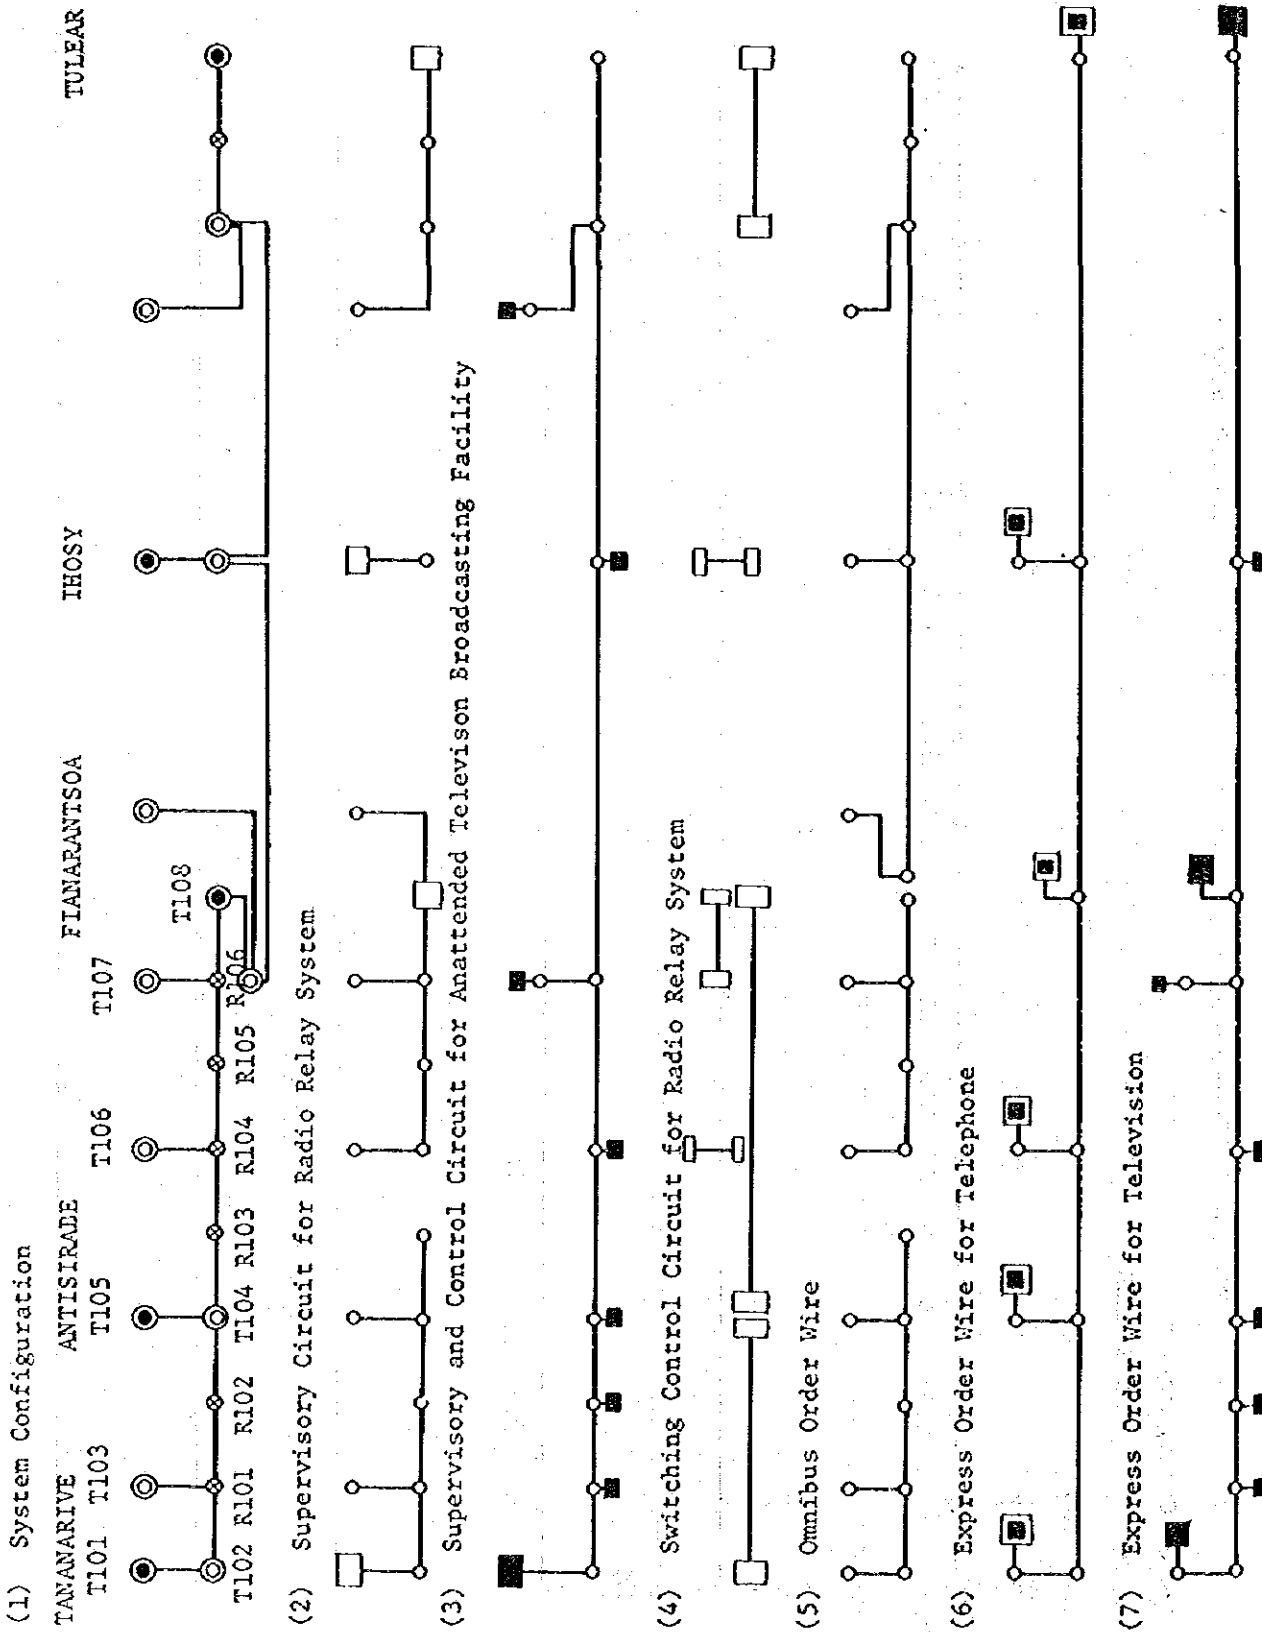 (1) System Configuration
TANANARIVE ANTISIRABE FIANARANTSOA IHOSY TULEAR
T101 T103 T105 T106 T107
T108
T102 R101 R102 T104 R103 R104 R105 R106
(2) Supervisory Circuit for Radio Relay System
(3) Supervisory and Control Circuit for Anattended Televison Broadcasting Facility
(4) Switching Control Circuit for Radio Relay System
(5) Omnibus Order Wire
(6) Express Order Wire for Telephone
(7) Express Order Wire for Television